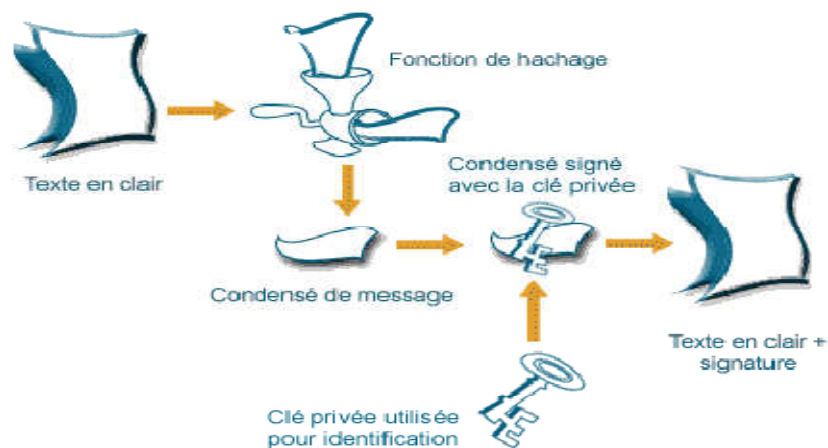 Fonction de hachage
Texte en clair
Condensé signé
avec la clé privée
Condensé de message
Texte en clair +
signature
Clé privée utilisée
pour identification